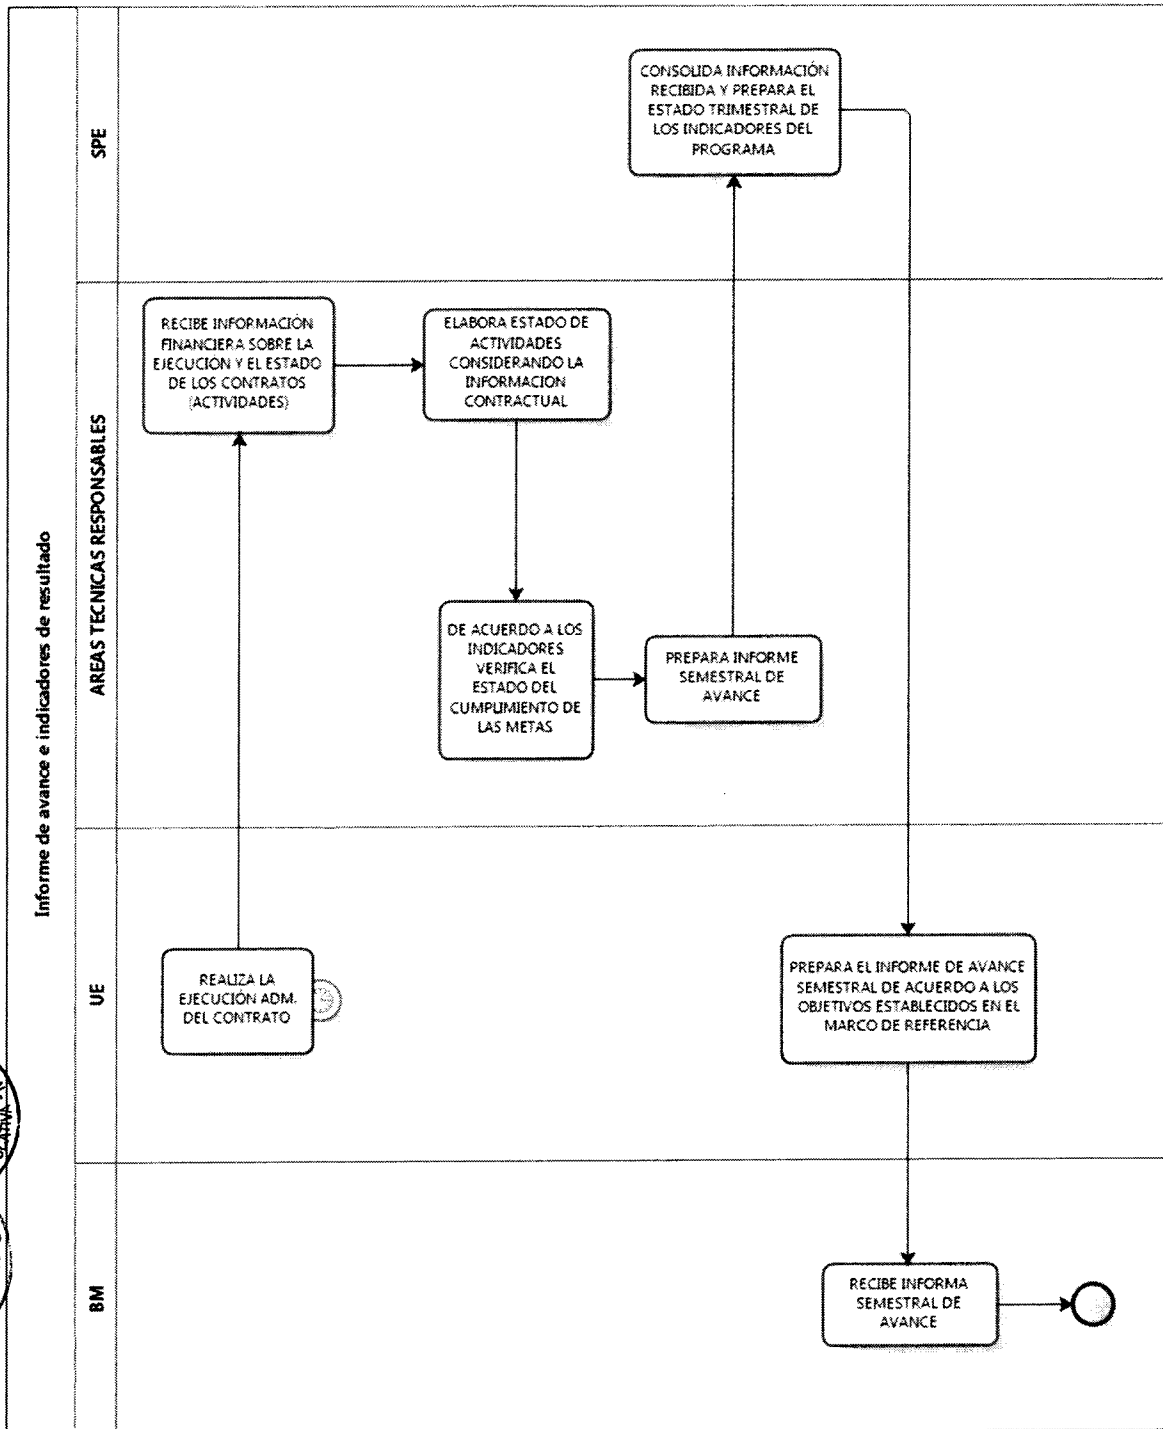 Informe de avance e indicadores de resultado
SPE
CONSOLIDA INFORMACIÓN
RECIBIDA Y PREPARA EL
ESTADO TRIMESTRAL DE
LOS INDICADORES DEL
PROGRAMA
AREAS TECNICAS RESPONSABLES
RECIBE INFORMACIÓN
FINANCIERA SOBRE LA
EJECUCION Y EL ESTADO
DE LOS CONTRATOS
(ACTIVIDADES)
ELABORA ESTADO DE
ACTIVIDADES
CONSIDERANDO LA
INFORMACION
CONTRACTUAL
DE ACUERDO A LOS
INDICADORES
VERIFICA EL
ESTADO DEL
CUMPLIMIENTO DE
LAS METAS
PREPARA INFORME
SEMESTRAL DE
AVANCE
UE
REALIZA LA
EJECUCIÓN ADM.
DEL CONTRATO
PREPARA EL INFORME DE AVANCE
SEMESTRAL DE ACUERDO A LOS
OBJETIVOS ESTABLECIDOS EN EL
MARCO DE REFERENCIA
BM
RECIBE INFORMA
SEMESTRAL DE
AVANCE